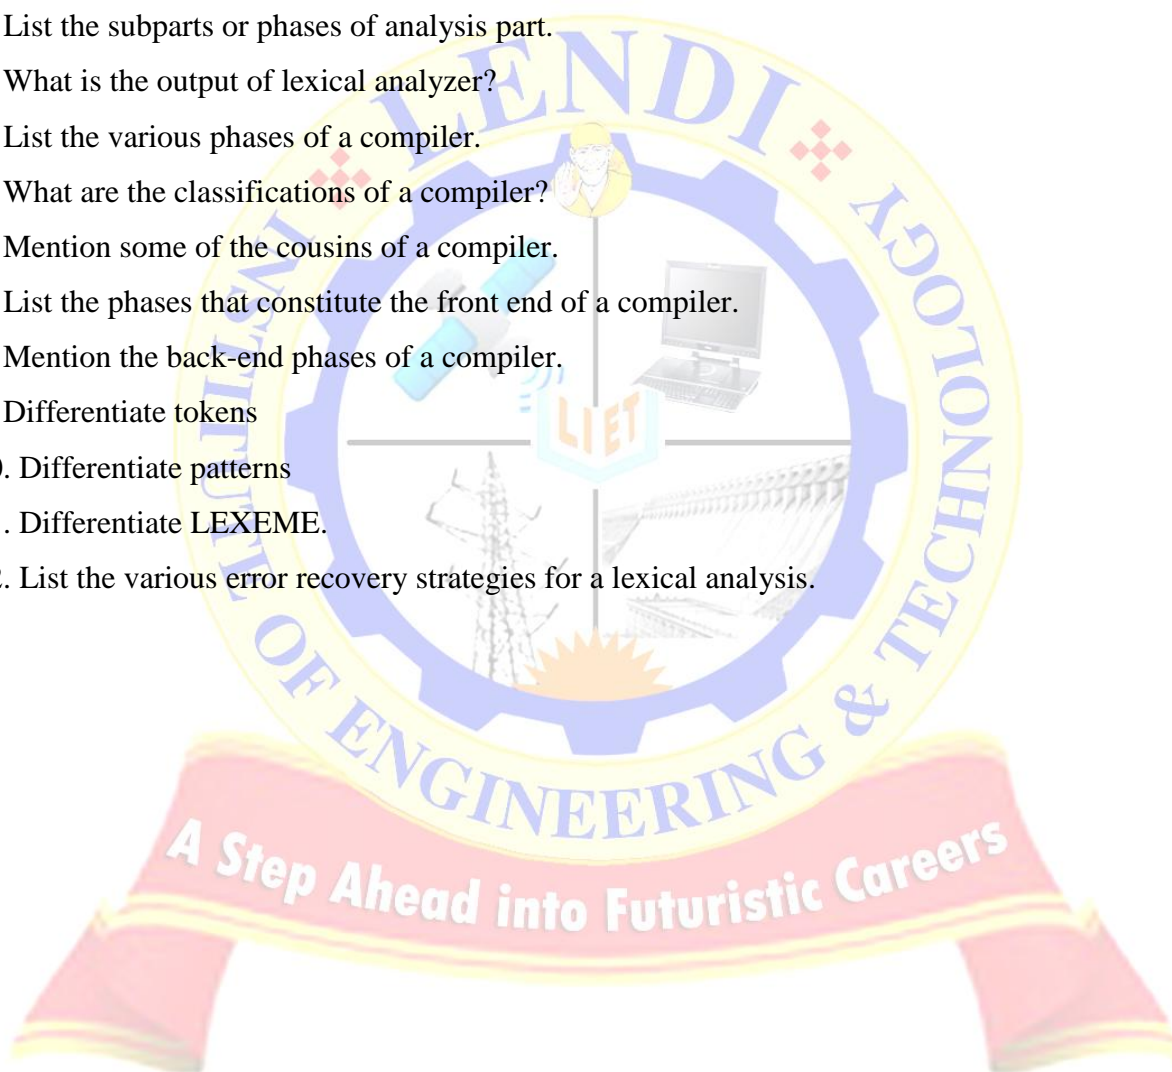 List the subparts or phases of analysis part.
What is the output of lexical analyzer?
List the various phases of a compiler.
What are the classifications of a compiler?
Mention some of the cousins of a compiler.
List the phases that constitute the front end of a compiler.
Mention the back-end phases of a compiler.
Differentiate tokens
. Differentiate patterns
. Differentiate LEXEME.
. List the various error recovery strategies for a lexical analysis.
LENDI
INSTITUTE OF ENGINEERING & TECHNOLOGY
LIET
A Step Ahead into Futuristic Careers